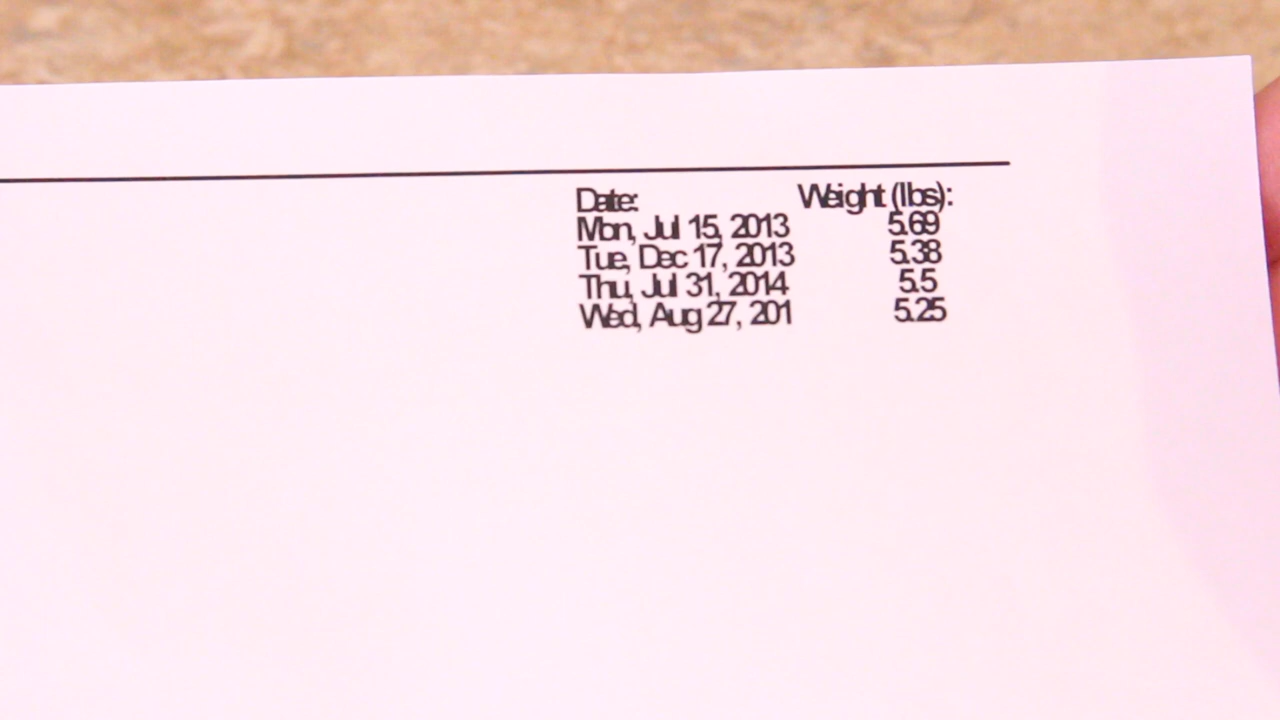 Date: Weight (lbs):
Mon, Jul 15, 2013 5.69
Tue, Dec 17, 2013 5.38
Thu, Jul 31, 2014 5.5
Wed, Aug 27, 201 5.25